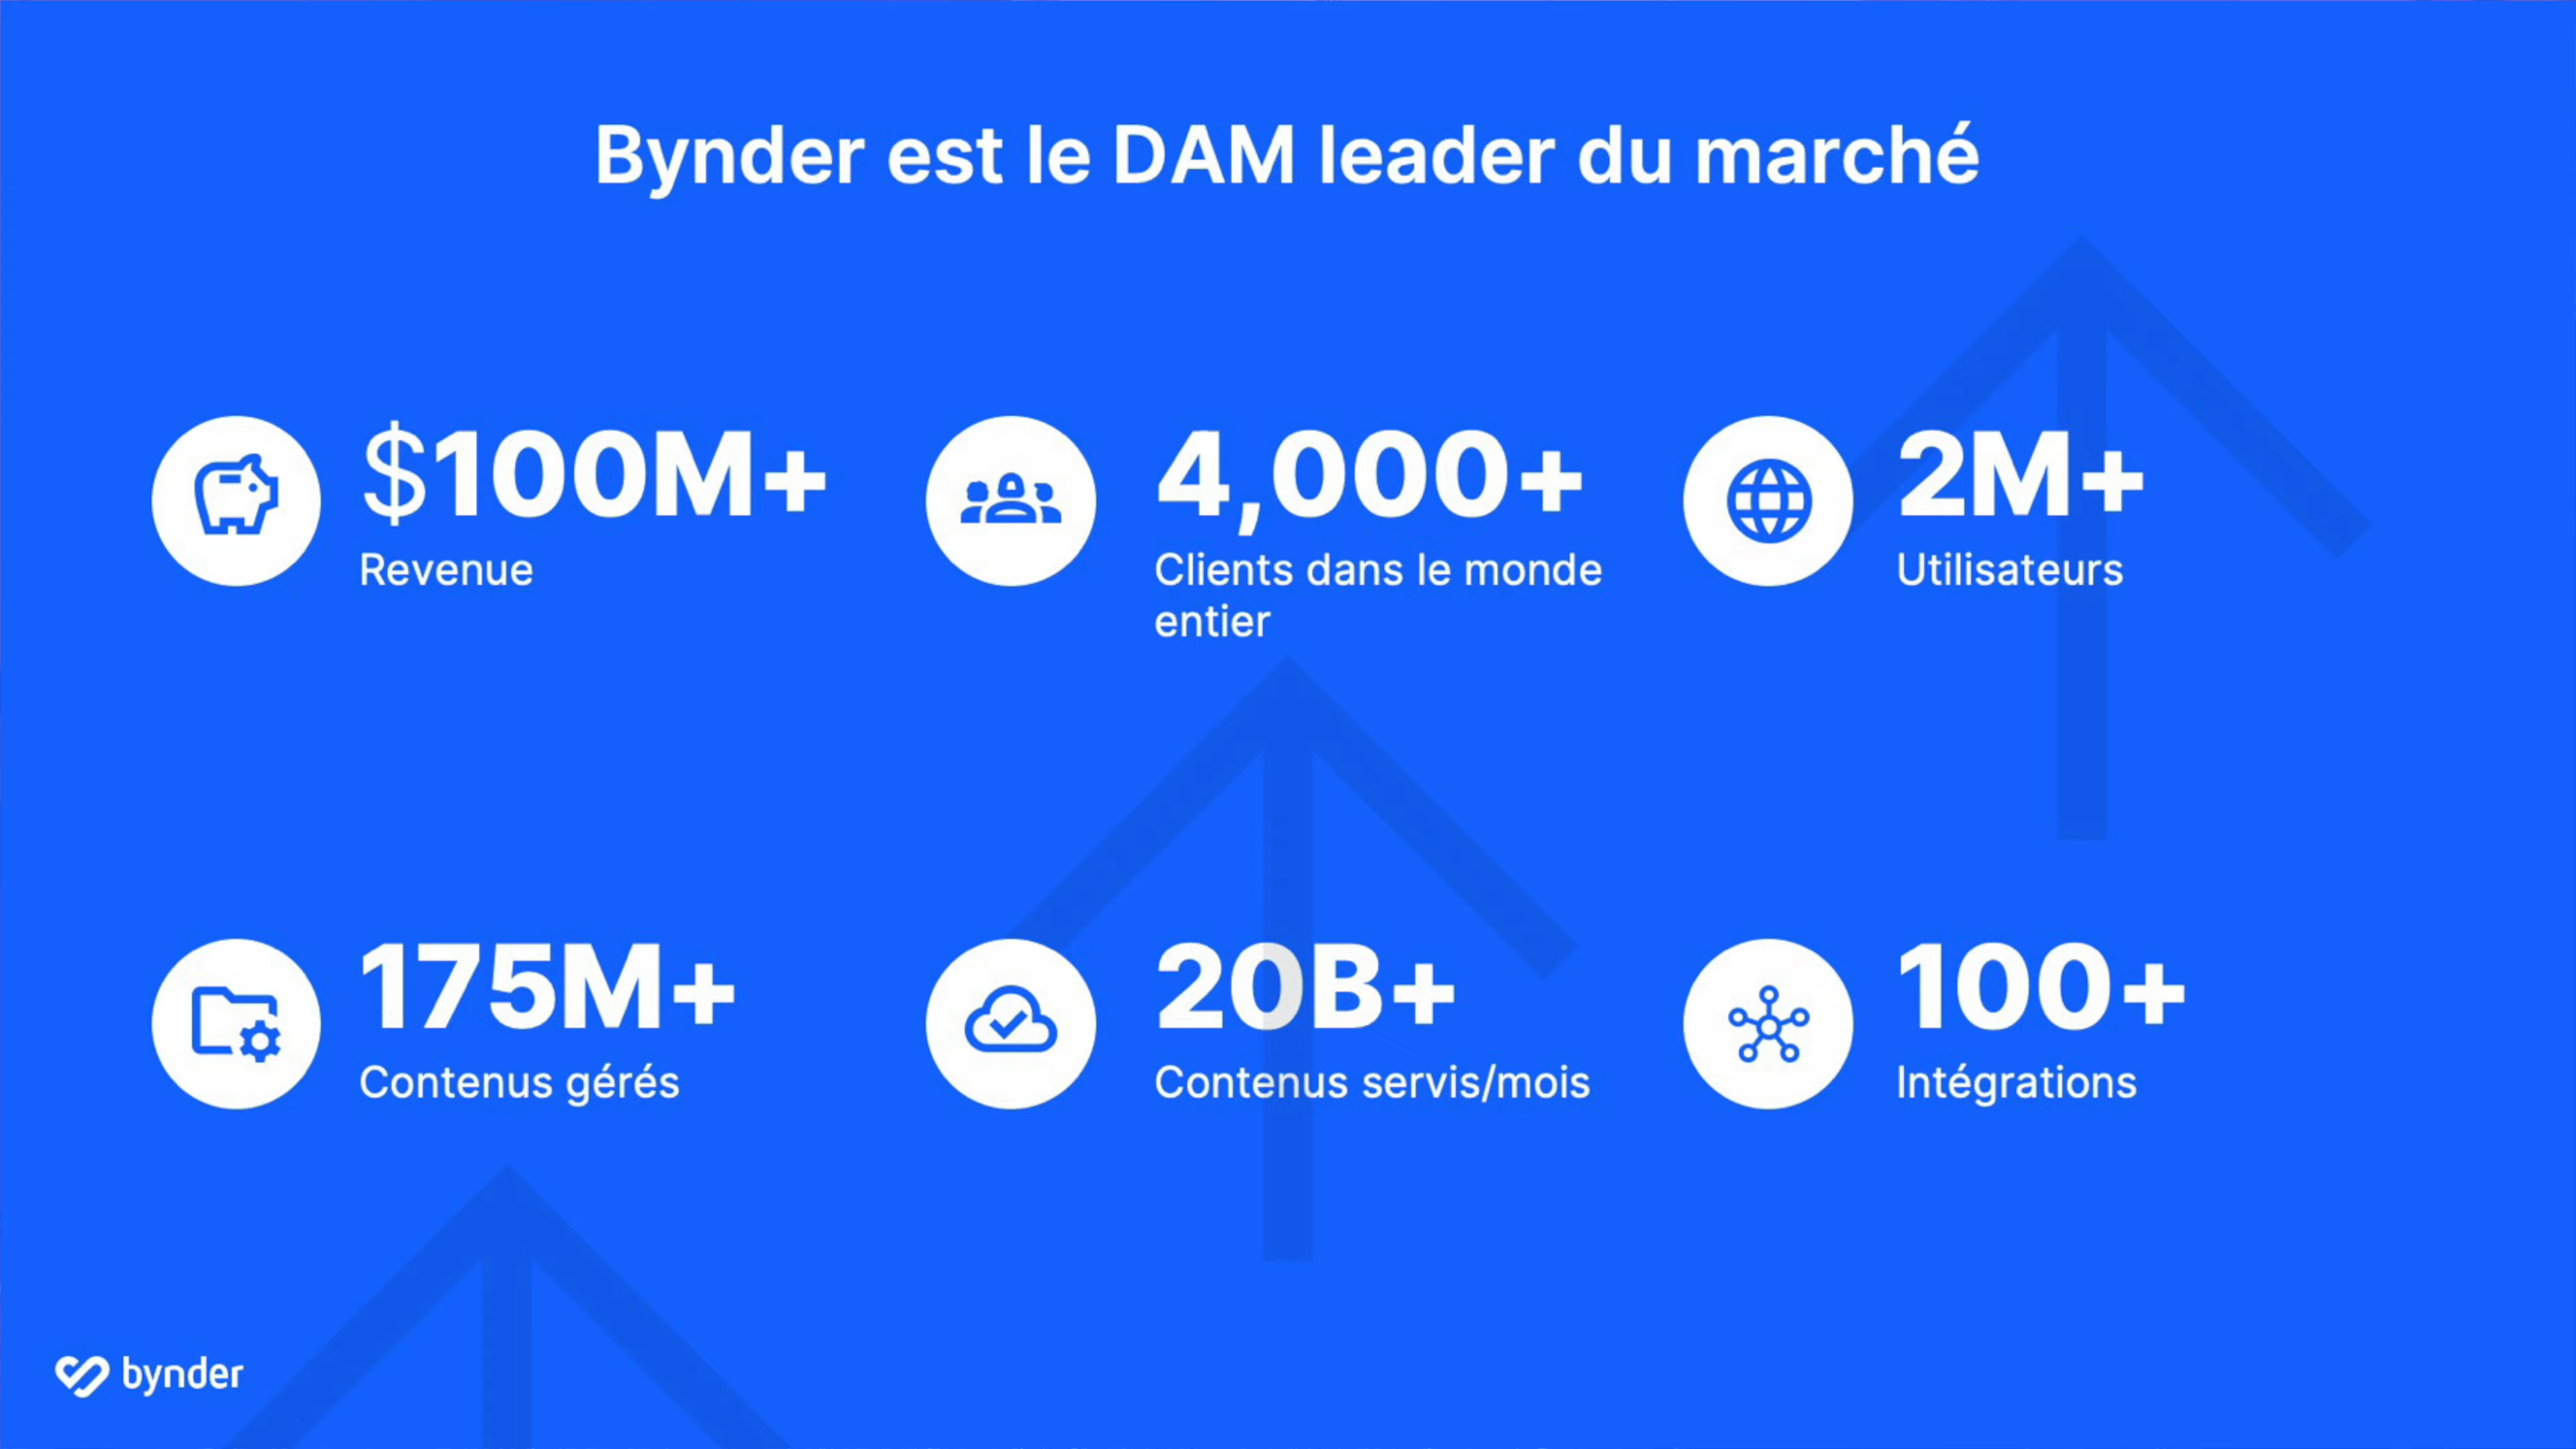 Bynder est le DAM leader du marché
$100M+
Revenue
4,000+
Clients dans le monde
entier
2M+
Utilisateurs
175M+
Contenus gérés
20B+
Contenus servis/mois
100+
Intégrations
bynder